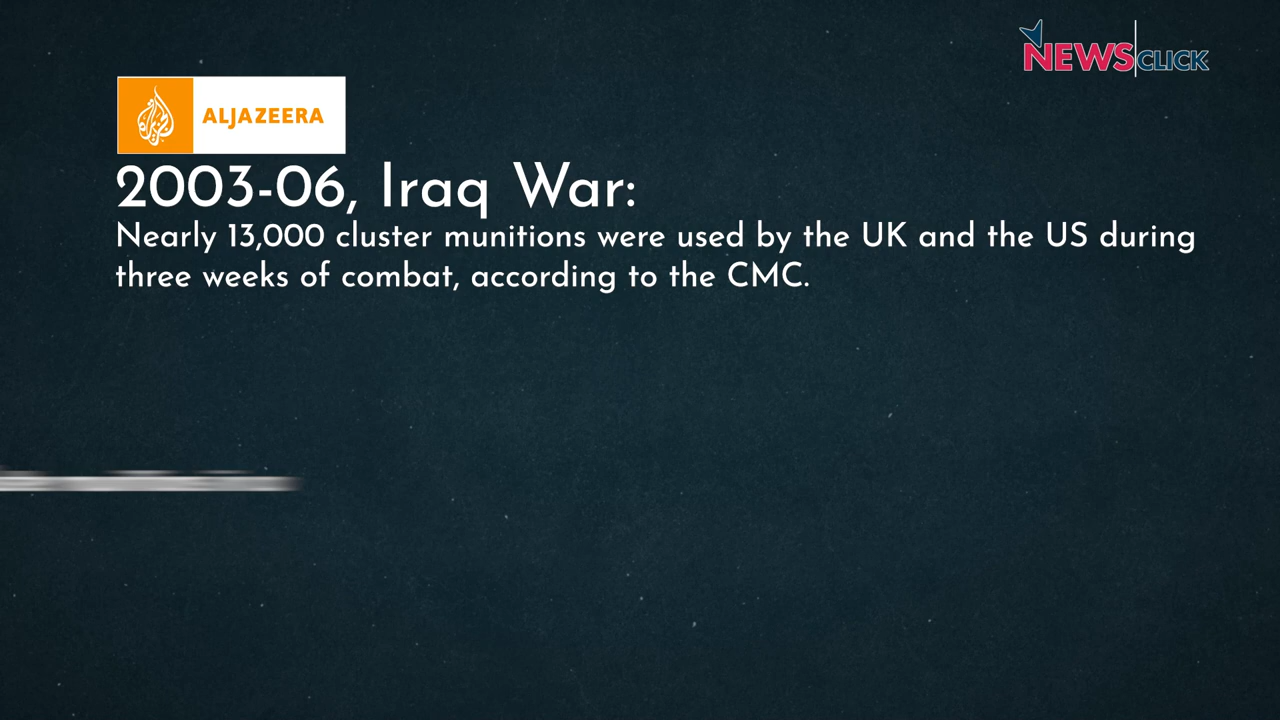 NEWSCLICK
ALJAZEERA
2003-06, Iraq War:
Nearly 13,000 cluster munitions were used by the UK and the US during
three weeks of combat, according to the CMC.